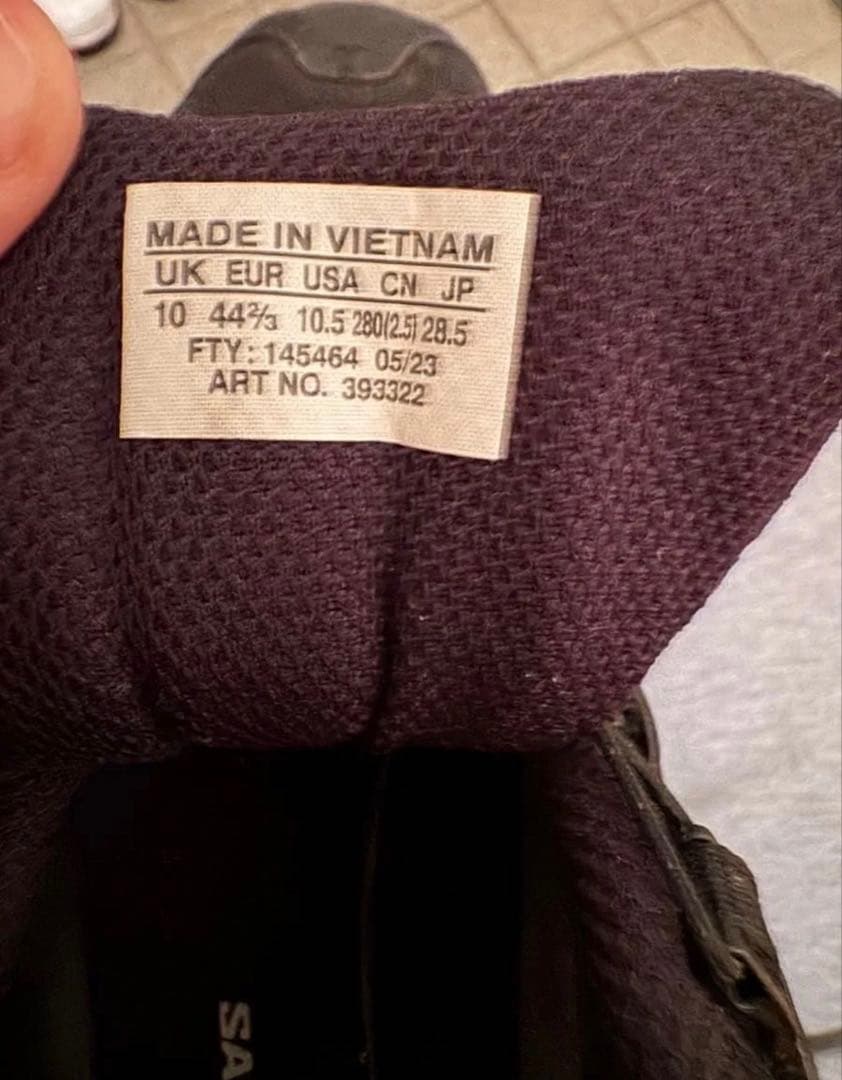 MADE IN VIETNAM
UK EUR USA CN JP
10 44⅔ 10.5 280(2.5) 28.5
FTY: 145464 05/23
ART NO. 393322
SA